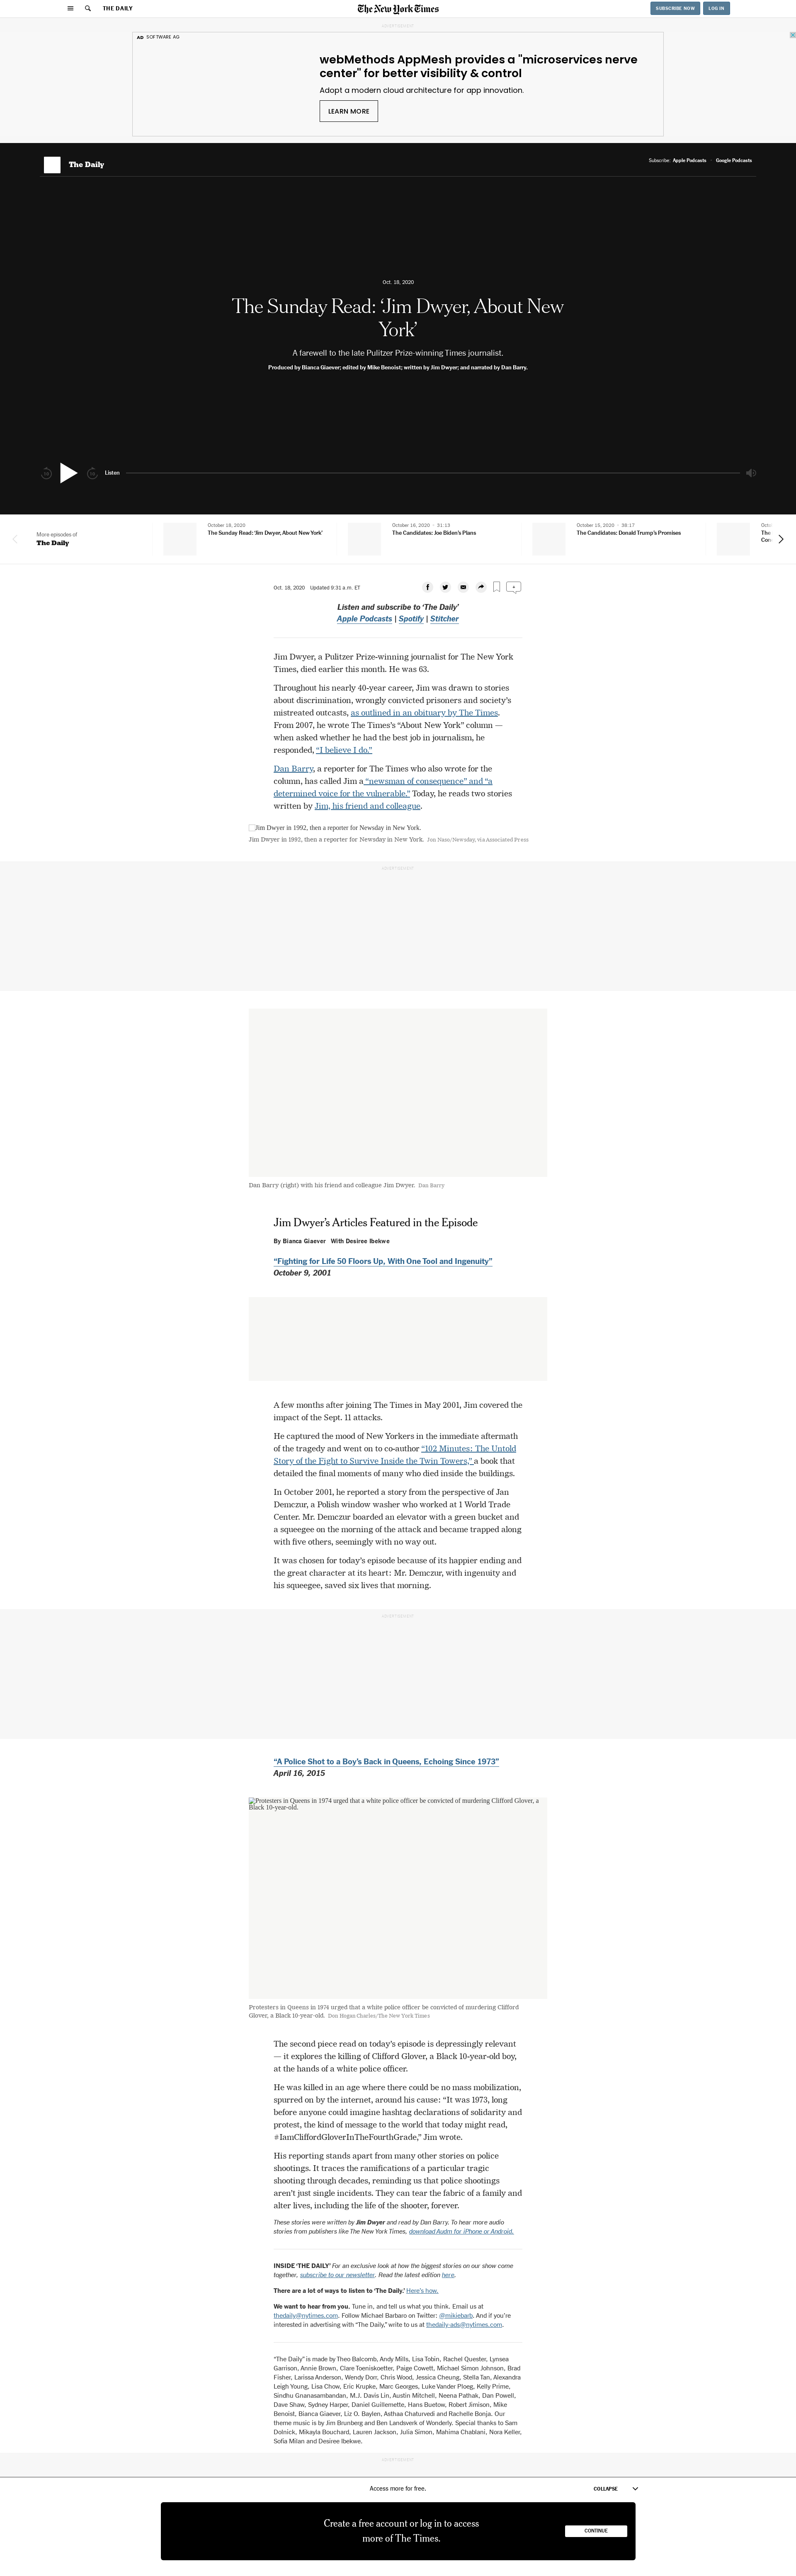 THE DAILY
The New York Times
SUBSCRIBE NOW
LOG IN
ADVERTISEMENT
AD SOFTWARE AG
webMethods AppMesh provides a "microservices nerve
center" for better visibility & control
Adopt a modern cloud architecture for app innovation.
LEARN MORE
The Daily
Subscribe: Apple Podcasts · Google Podcasts
Oct. 18, 2020
The Sunday Read: ‘Jim Dwyer, About New
York’
A farewell to the late Pulitzer Prize-winning Times journalist.
Produced by Bianca Giaever; edited by Mike Benoist; written by Jim Dwyer; and narrated by Dan Barry.
Listen
More episodes of
The Daily
October 18, 2020
The Sunday Read: ‘Jim Dwyer, About New York’
October 16, 2020 · 31:15
The Candidates: Joe Biden’s Plans
October 15, 2020 · 38:17
The Candidates: Donald Trump’s Promises
Octo
The
Con
Oct. 18, 2020 Updated 9:31 a.m. ET
Listen and subscribe to ‘The Daily’
Apple Podcasts | Spotify | Stitcher
Jim Dwyer, a Pulitzer Prize-winning journalist for The New York
Times, died earlier this month. He was 63.
Throughout his nearly 40-year career, Jim was drawn to stories
about discrimination, wrongly convicted prisoners and society’s
mistreated outcasts, as outlined in an obituary by The Times.
From 2007, he wrote The Times’s “About New York” column —
when asked whether he had the best job in journalism, he
responded, “I believe I do.”
Dan Barry, a reporter for The Times who also wrote for the
column, has called Jim a “newsman of consequence” and “a
determined voice for the vulnerable.” Today, he reads two stories
written by Jim, his friend and colleague.
Jim Dwyer in 1992, then a reporter for Newsday in New York.
Jim Dwyer in 1992, then a reporter for Newsday in New York. Jon Naso/Newsday, via Associated Press
ADVERTISEMENT
Dan Barry (right) with his friend and colleague Jim Dwyer. Dan Barry
Jim Dwyer’s Articles Featured in the Episode
By Bianca Giaever With Desiree Ibekwe
“Fighting for Life 50 Floors Up, With One Tool and Ingenuity”
October 9, 2001
A few months after joining The Times in May 2001, Jim covered the
impact of the Sept. 11 attacks.
He captured the mood of New Yorkers in the immediate aftermath
of the tragedy and went on to co-author “102 Minutes: The Untold
Story of the Fight to Survive Inside the Twin Towers,” a book that
detailed the final moments of many who died inside the buildings.
In October 2001, he reported a story from the perspective of Jan
Demczur, a Polish window washer who worked at 1 World Trade
Center. Mr. Demczur boarded an elevator with a green bucket and
a squeegee on the morning of the attack and became trapped along
with five others, seemingly with no way out.
It was chosen for today’s episode because of its happier ending and
the great character at its heart: Mr. Demczur, with ingenuity and
his squeegee, saved six lives that morning.
ADVERTISEMENT
“A Police Shot to a Boy’s Back in Queens, Echoing Since 1973”
April 16, 2015
Protesters in Queens in 1974 urged that a white police officer be convicted of murdering Clifford Glover, a
Black 10-year-old.
Protesters in Queens in 1974 urged that a white police officer be convicted of murdering Clifford
Glover, a Black 10-year-old. Don Hogan Charles/The New York Times
The second piece read on today’s episode is depressingly relevant
— it explores the killing of Clifford Glover, a Black 10-year-old boy,
at the hands of a white police officer.
He was killed in an age where there could be no mass mobilization,
spurred on by the internet, around his cause: “It was 1973, long
before anyone could imagine hashtag declarations of solidarity and
protest, the kind of message to the world that today might read,
#IamCliffordGloverInTheFourthGrade,” Jim wrote.
His reporting stands apart from many other stories on police
shootings. It traces the ramifications of a particular tragic
shooting through decades, reminding us that police shootings
aren’t just single incidents. They can tear the fabric of a family and
alter lives, including the life of the shooter, forever.
These stories were written by Jim Dwyer and read by Dan Barry. To hear more audio
stories from publishers like The New York Times, download Audm for iPhone or Android.
INSIDE ‘THE DAILY’ For an exclusive look at how the biggest stories on our show come
together, subscribe to our newsletter. Read the latest edition here.
There are a lot of ways to listen to ‘The Daily.’ Here’s how.
We want to hear from you. Tune in, and tell us what you think. Email us at
thedaily@nytimes.com. Follow Michael Barbaro on Twitter: @mikiebarb. And if you’re
interested in advertising with “The Daily,” write to us at thedaily-ads@nytimes.com.
“The Daily” is made by Theo Balcomb, Andy Mills, Lisa Tobin, Rachel Quester, Lynsea
Garrison, Annie Brown, Clare Toeniskoetter, Paige Cowett, Michael Simon Johnson, Brad
Fisher, Larissa Anderson, Wendy Dorr, Chris Wood, Jessica Cheung, Stella Tan, Alexandra
Leigh Young, Lisa Chow, Eric Krupke, Marc Georges, Luke Vander Ploeg, Kelly Prime,
Sindhu Gnanasambandan, M.J. Davis Lin, Austin Mitchell, Neena Pathak, Dan Powell,
Dave Shaw, Sydney Harper, Daniel Guillemette, Hans Buetow, Robert Jimison, Mike
Benoist, Bianca Giaever, Liz O. Baylen, Asthaa Chaturvedi and Rachelle Bonja. Our
theme music is by Jim Brunberg and Ben Landsverk of Wonderly. Special thanks to Sam
Dolnick, Mikayla Bouchard, Lauren Jackson, Julia Simon, Mahima Chablani, Nora Keller,
Sofia Milan and Desiree Ibekwe.
ADVERTISEMENT
Access more for free.
COLLAPSE
Create a free account or log in to access
more of The Times.
CONTINUE